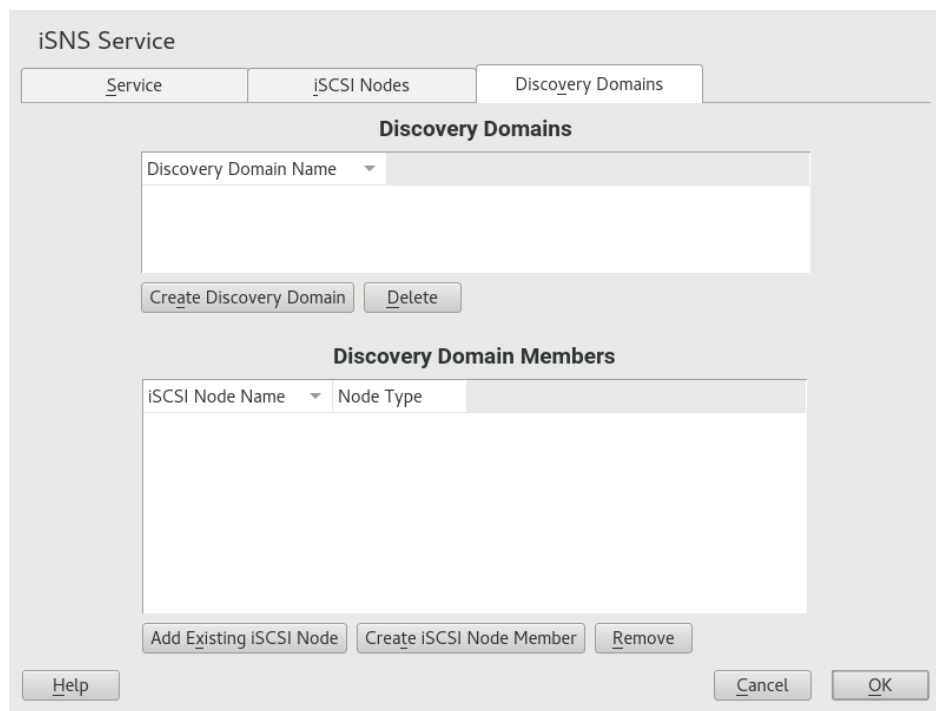 iSNS Service
Service iSCSI Nodes Discovery Domains
Discovery Domains
Discovery Domain Name
Create Discovery Domain Delete
Discovery Domain Members
iSCSI Node Name Node Type
Add Existing iSCSI Node Create iSCSI Node Member Remove
Help Cancel OK